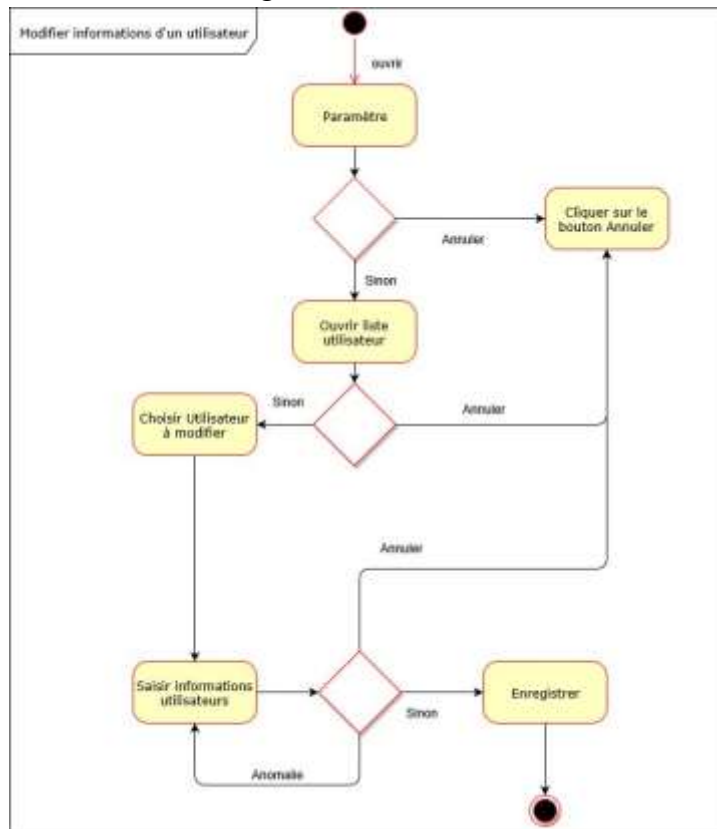 Modifier informations d'un utilisateur
ouvrir
Paramètre
Annuler
Cliquer sur le
bouton Annuler
Sinon
Ouvrir liste
utilisateur
Sinon
Annuler
Choisir Utilisateur
à modifier
Annuler
Saisir informations
utilisateurs
Sinon
Enregistrer
Anomalie